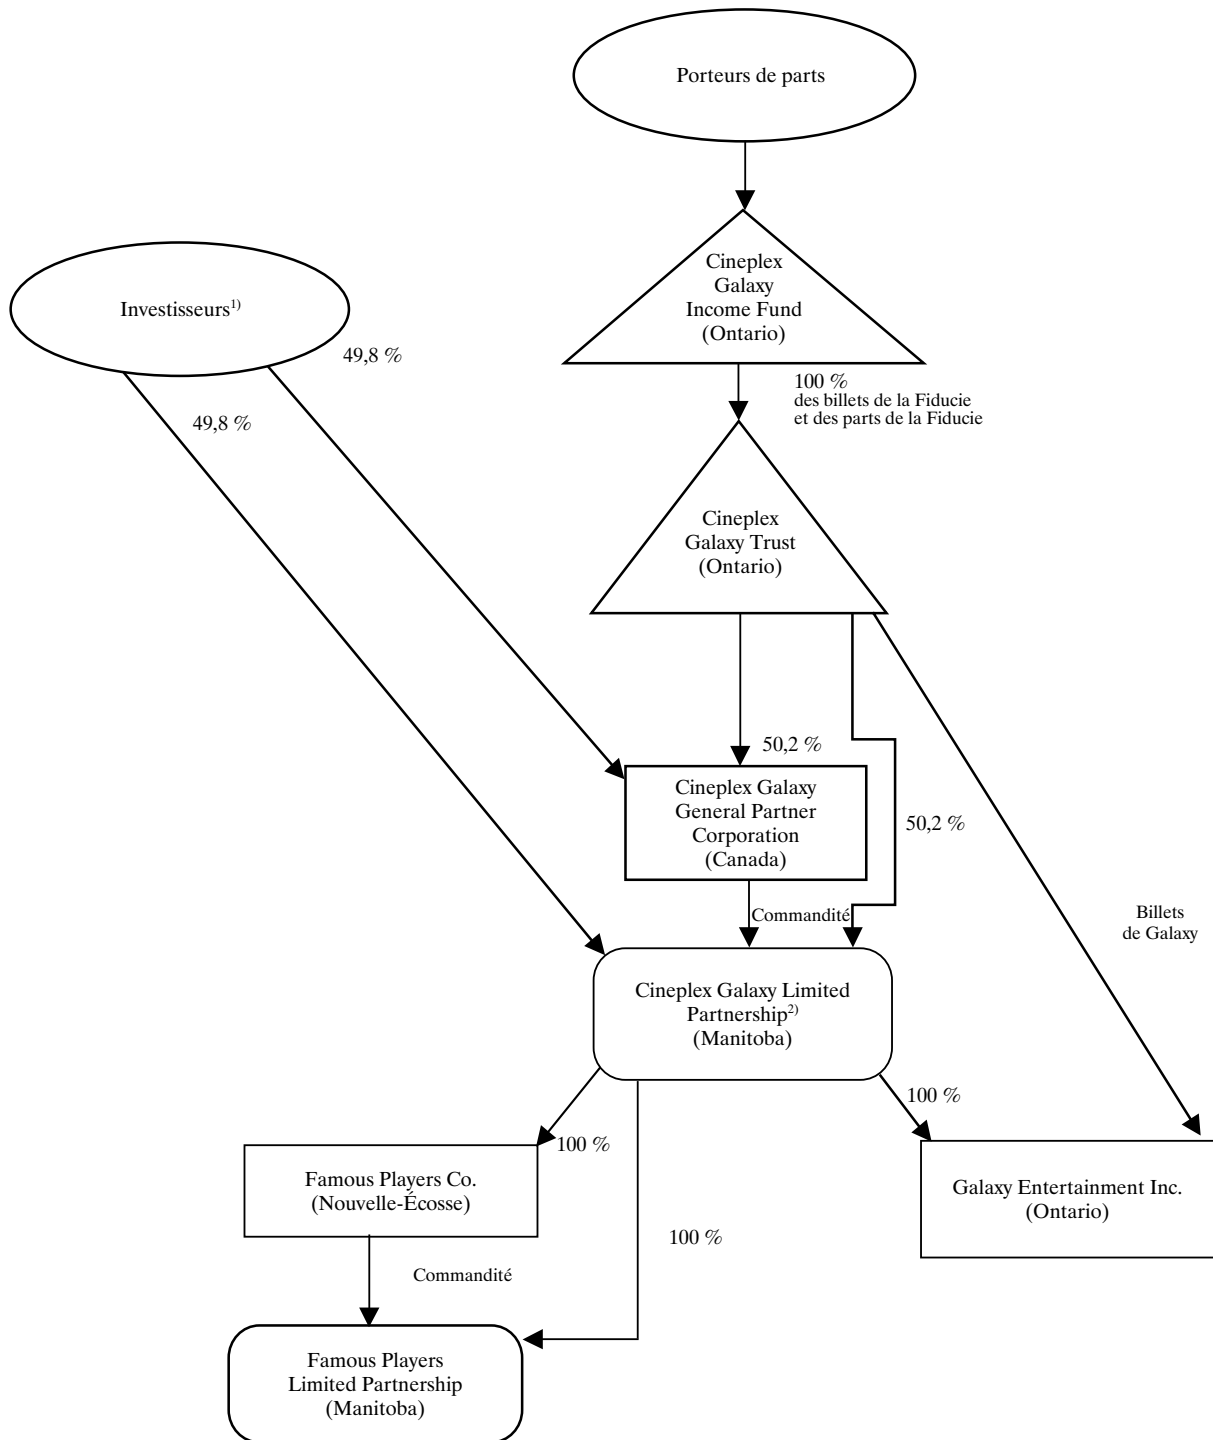 Porteurs de parts
Cineplex
Galaxy
Income Fund
(Ontario)
Investisseurs1)
49,8 %
100 %
des billets de la Fiducie
et des parts de la Fiducie
49,8 %
Cineplex
Galaxy Trust
(Ontario)
50,2 %
Cineplex Galaxy
General Partner
Corporation
(Canada)
50,2 %
Commandité
Billets
de Galaxy
Cineplex Galaxy Limited
Partnership2)
(Manitoba)
100 %
100 %
Famous Players Co.
(Nouvelle-Écosse)
Galaxy Entertainment Inc.
(Ontario)
100 %
Commandité
Famous Players
Limited Partnership
(Manitoba)